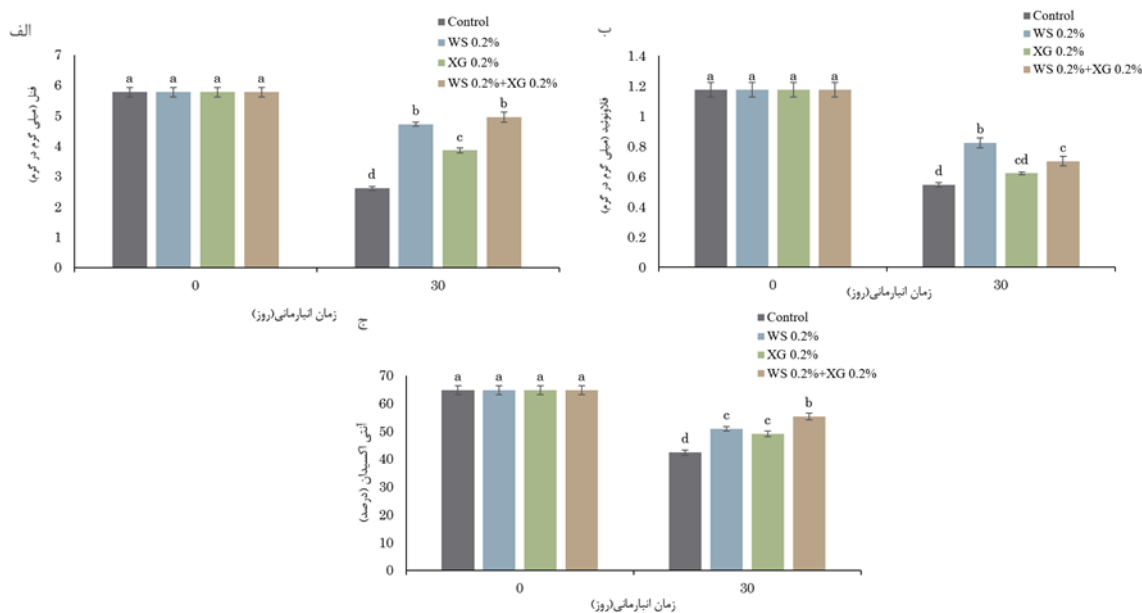 الف
Control
WS 0.2%
XG 0.2%
WS 0.2%+XG 0.2%
فنل (میلی گرم در گرم)
7
6
5
4
3
2
1
0
a a a a
d b c b
0 30
زمان انبارمانی(روز)
ب
Control
WS 0.2%
XG 0.2%
WS 0.2%+XG 0.2%
فلاونوئید (میلی گرم در گرم)
1.4
1.2
1
0.8
0.6
0.4
0.2
0
a a a a
d b cd c
0 30
زمان انبارمانی(روز)
ج
Control
WS 0.2%
XG 0.2%
WS 0.2%+XG 0.2%
آنتی اکسیدان (درصد)
70
60
50
40
30
20
10
0
a a a a
d c c b
0 30
زمان انبارمانی(روز)